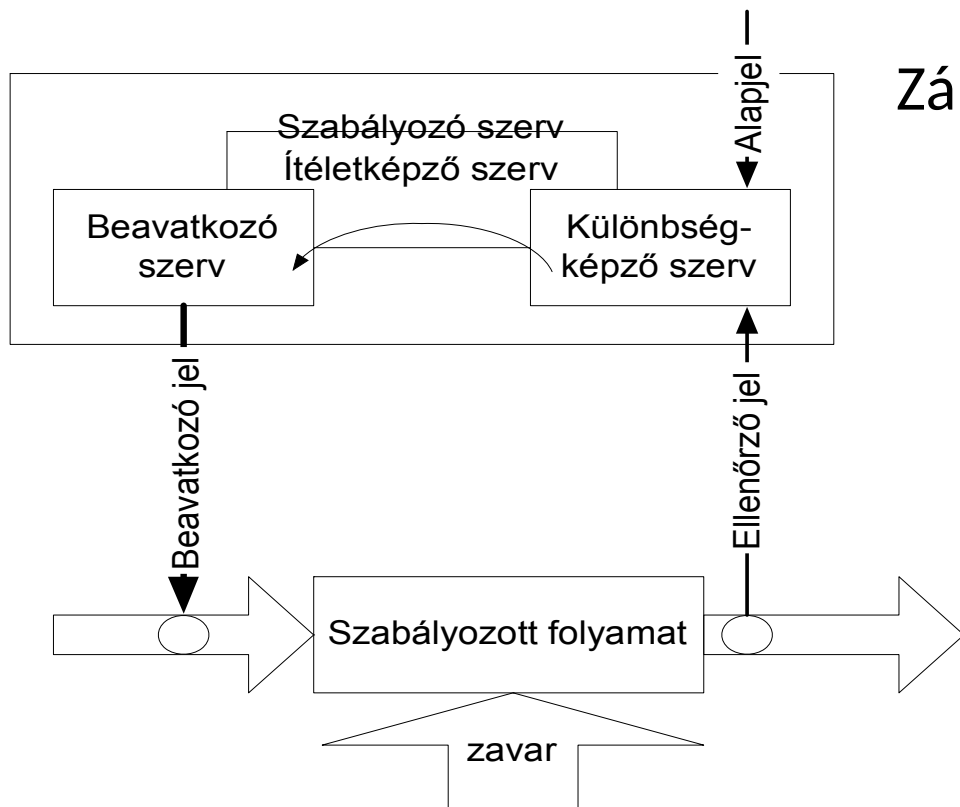 Zá
Alapjel
Szabályozó szerv
Ítéletképző szerv
Beavatkozó
szerv
Különbség-
képző szerv
Beavatkozó jel
Ellenőrző jel
Szabályozott folyamat
zavar